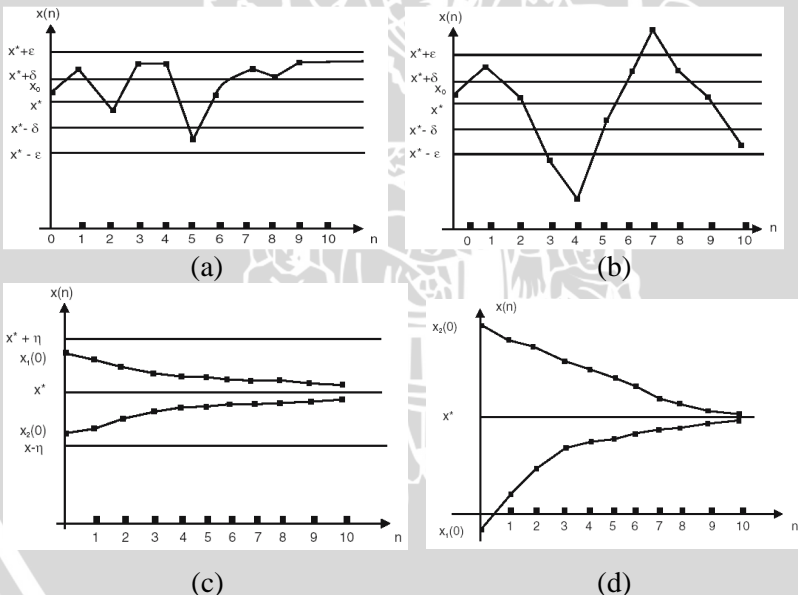 x(n)
x*+ε
x*+δ
x₀
x*
x*- δ
x* - ε
0 1 2 3 4 5 6 7 8 9 10 n
(a)
x(n)
x*+ε
x*+δ
x₀
x*
x*- δ
x* - ε
0 1 2 3 4 5 6 7 8 9 10 n
(b)
x(n)
x* + η
x₁(0)
x*
x₂(0)
x-η
1 2 3 4 5 6 7 8 9 10 n
(c)
x(n)
x₂(0)
x*
x₁(0)
1 2 3 4 5 6 7 8 9 10 n
(d)